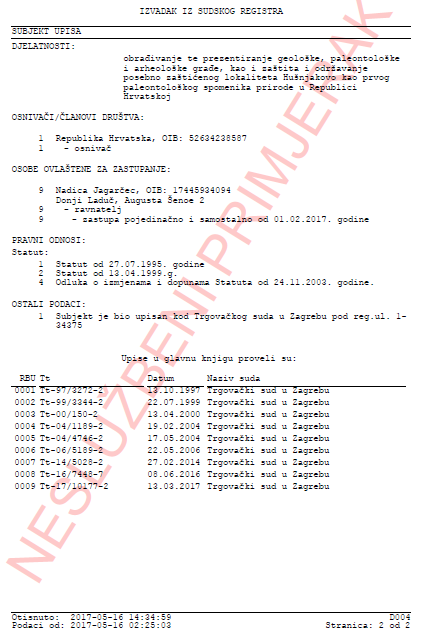 IZVADAK IZ SUDSKOG REGISTRA
SUBJEKT UPISA
DJELATNOSTI:
obrađivanje te prezentiranje geološke, paleontološke
i arheološke građe, kao i zaštita i održavanje
posebno zaštićenog lokaliteta Hušnjakovo kao prvog
paleontološkog spomenika prirode u Republici
Hrvatskoj
OSNIVAČI/ČLANOVI DRUŠTVA:
1 Republika Hrvatska, OIB: 52634238587
1 - osnivač
OSOBE OVLAŠTENE ZA ZASTUPANJE:
9 Nadica Jagarčec, OIB: 17445934094
Donji Laduč, Augusta Šenoe 2
9 - ravnatelj
9 - zastupa pojedinačno i samostalno od 01.02.2017. godine
PRAVNI ODNOSI:
Statut:
1 Statut od 27.07.1995. godine
2 Statut od 13.04.1999.g.
4 Odluka o izmjenama i dopunama Statuta od 24.11.2003. godine.
OSTALI PODACI:
1 Subjekt je bio upisan kod Trgovačkog suda u Zagrebu pod reg.ul. 1-
34375
Upise u glavnu knjigu proveli su:
RBU Tt Datum Naziv suda
0001 Tt-97/3272-2 13.10.1997 Trgovački sud u Zagrebu
0002 Tt-99/3344-2 22.07.1999 Trgovački sud u Zagrebu
0003 Tt-00/150-2 13.04.2000 Trgovački sud u Zagrebu
0004 Tt-04/1189-2 19.02.2004 Trgovački sud u Zagrebu
0005 Tt-04/4746-2 17.05.2004 Trgovački sud u Zagrebu
0006 Tt-06/5189-2 22.05.2006 Trgovački sud u Zagrebu
0007 Tt-14/5028-2 27.02.2014 Trgovački sud u Zagrebu
0008 Tt-16/7448-7 08.06.2016 Trgovački sud u Zagrebu
0009 Tt-17/10177-2 13.03.2017 Trgovački sud u Zagrebu
NESLUŽBENI PRIMJERAK
Otisnuto: 2017-05-16 14:34:59 D004
Podaci od: 2017-05-16 02:25:03 Stranica: 2 od 2